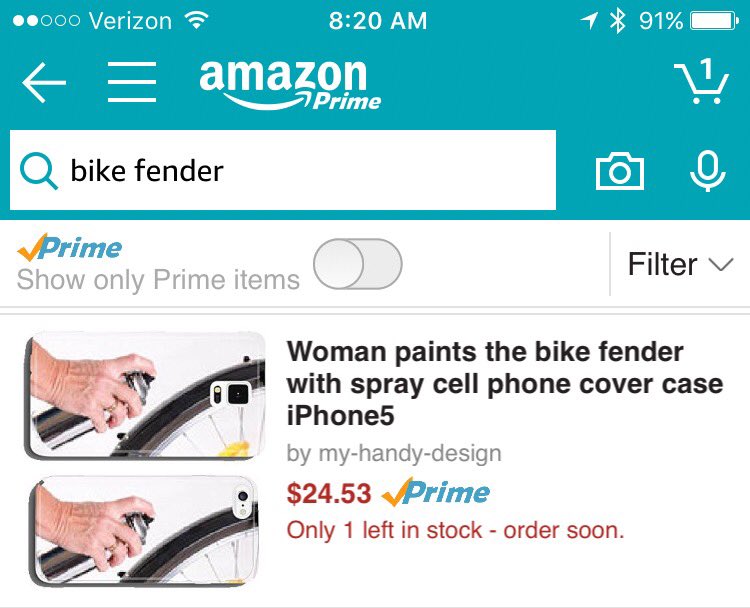 Verizon 8:20 AM 91%
amazon
Prime
1
bike fender
Prime
Show only Prime items
Filter
Woman paints the bike fender
with spray cell phone cover case
iPhone5
by my-handy-design
$24.53 Prime
Only 1 left in stock - order soon.